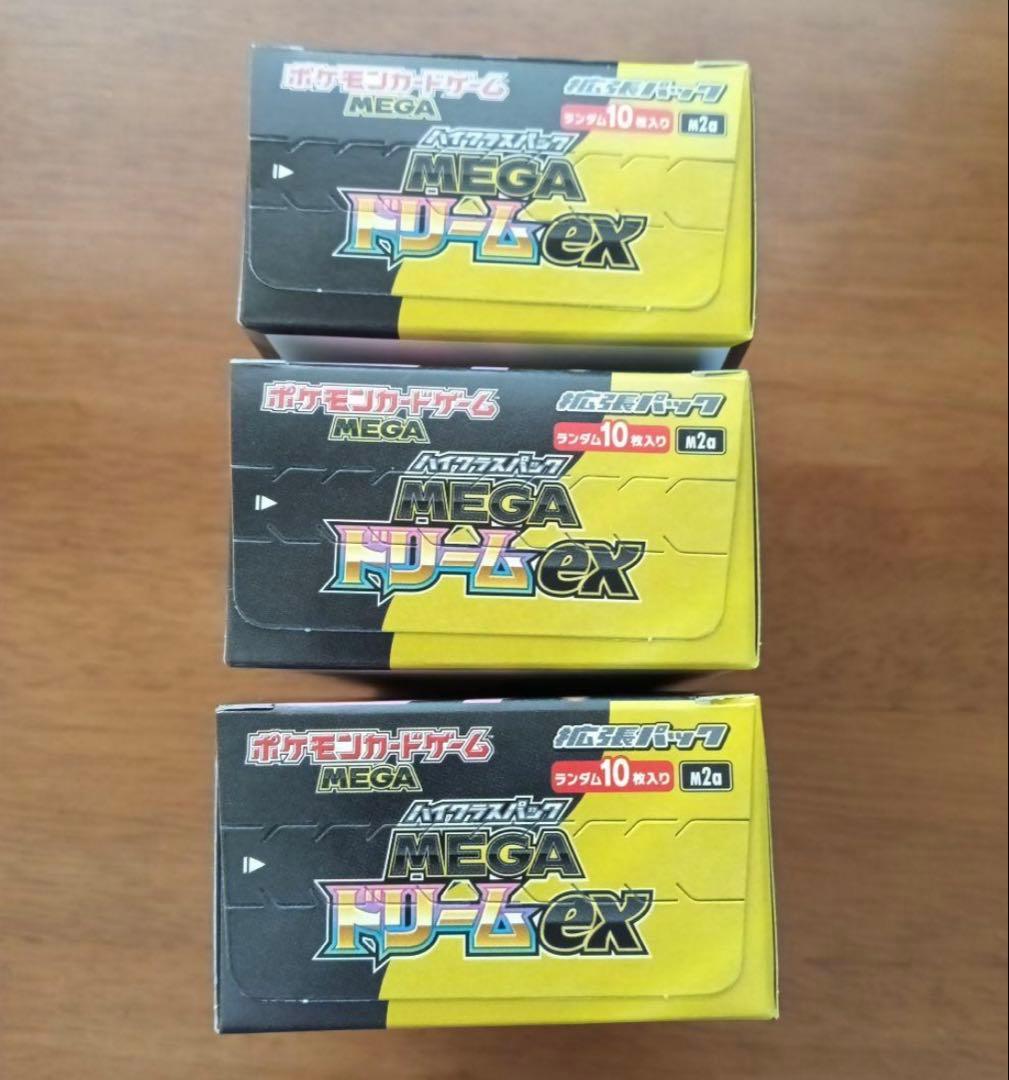 ポケモンカードゲーム
MEGA
拡張パック
ランダム10枚入り M2a
ハイクラスパック
MEGA
ドリームex
ポケモンカードゲーム
MEGA
拡張パック
ランダム10枚入り M2a
ハイクラスパック
MEGA
ドリームex
ポケモンカードゲーム
MEGA
拡張パック
ランダム10枚入り M2a
ハイクラスパック
MEGA
ドリームex